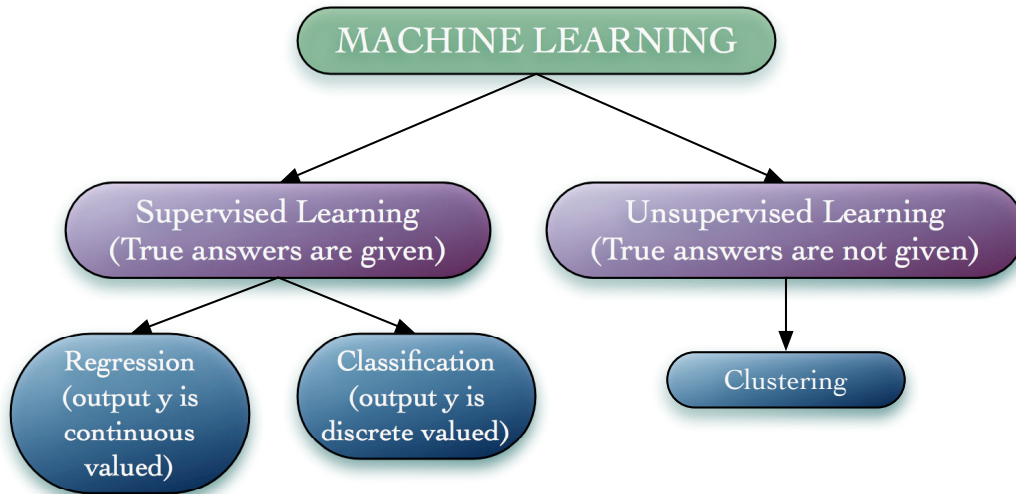 MACHINE LEARNING
Supervised Learning
(True answers are given)
Unsupervised Learning
(True answers are not given)
Regression
(output y is
continuous
valued)
Classification
(output y is
discrete valued)
Clustering